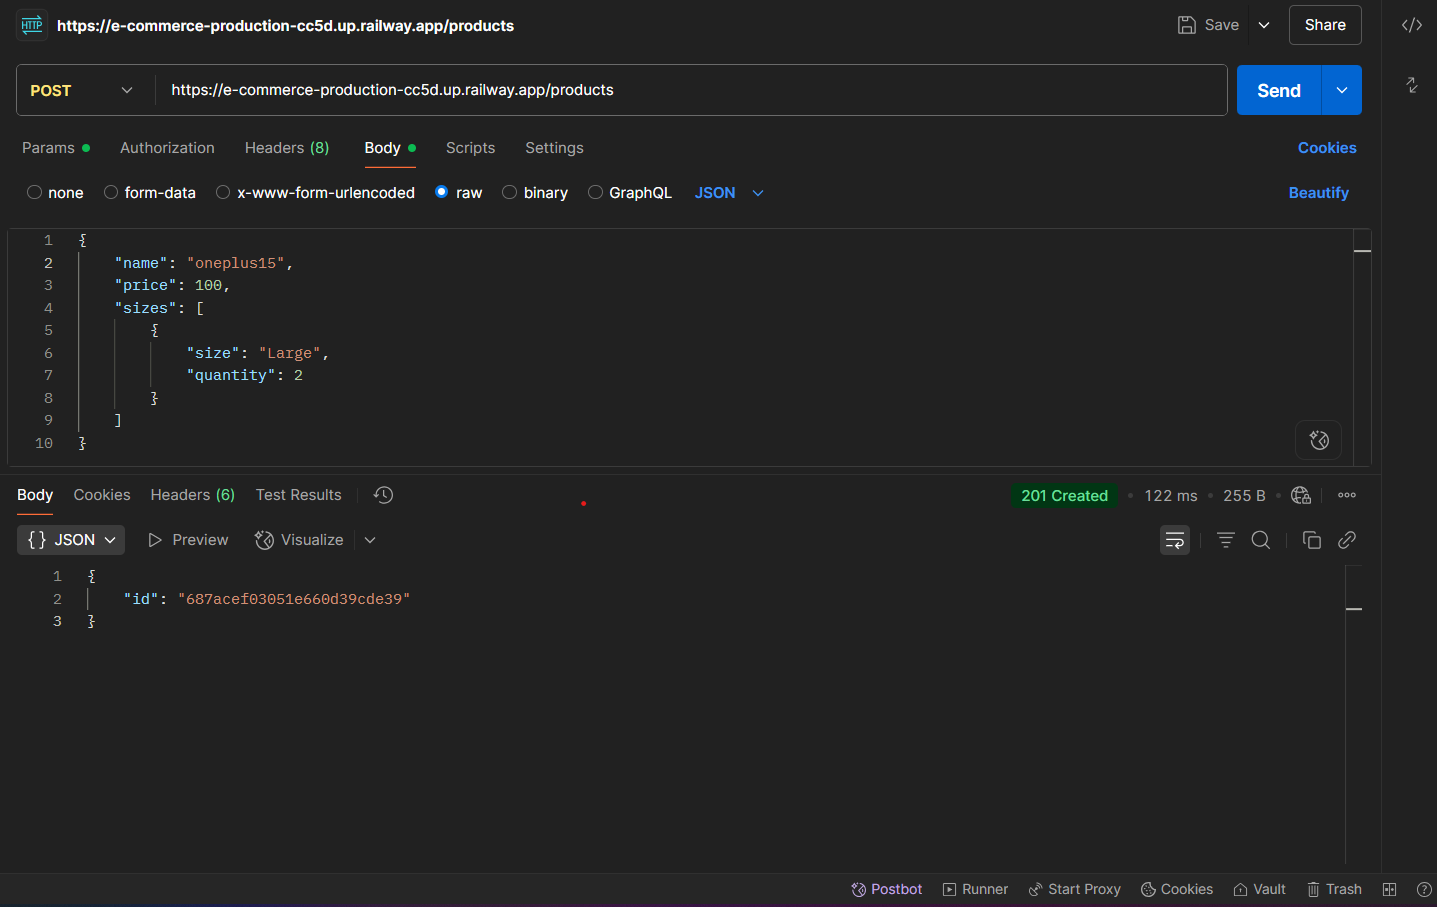 HTTP https://e-commerce-production-cc5d.up.railway.app/products Save Share
POST https://e-commerce-production-cc5d.up.railway.app/products Send
Params Authorization Headers (8) Body Scripts Settings Cookies
none form-data x-www-form-urlencoded raw binary GraphQL JSON Beautify
1 {
2 "name": "oneplus15",
3 "price": 100,
4 "sizes": [
5 {
6 "size": "Large",
7 "quantity": 2
8 }
9 ]
10 }
Body Cookies Headers (6) Test Results 201 Created • 122 ms • 255 B •
{} JSON Preview Visualize
1 {
2 "id": "687acef03051e660d39cde39"
3 }
Postbot Runner Start Proxy Cookies Vault Trash